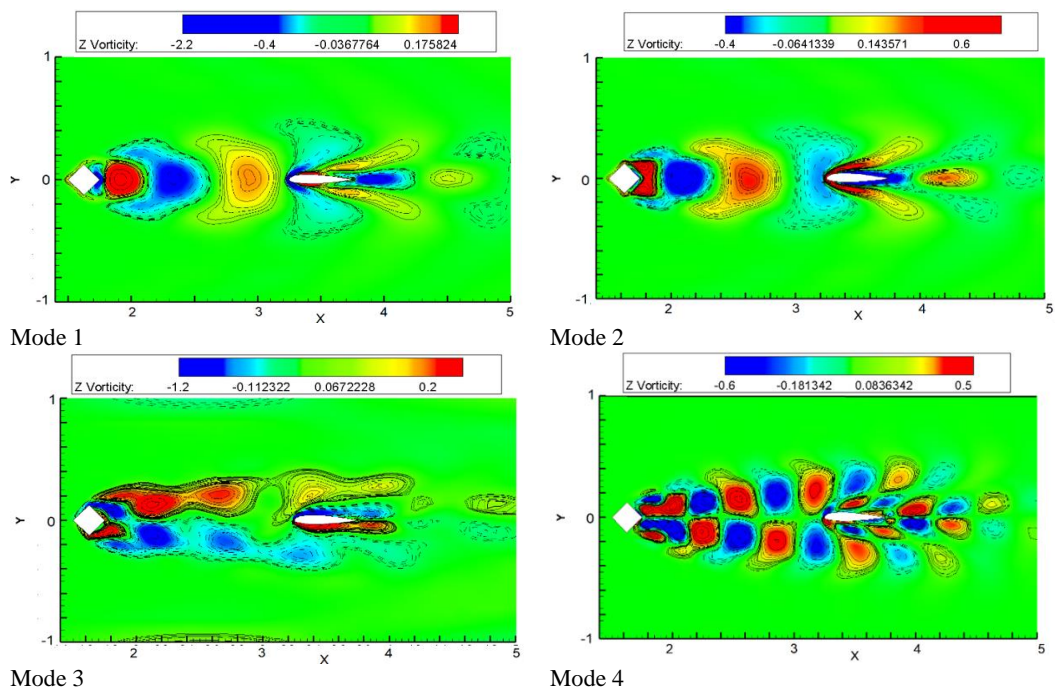 Z Vorticity: -2.2 -0.4 -0.0367764 0.175824
1
Y 0
-1
2 3 4 5
X
Mode 1
Z Vorticity: -0.4 -0.0641339 0.143571 0.6
1
Y 0
-1
2 3 4 5
X
Mode 2
Z Vorticity: -1.2 -0.112322 0.0672228 0.2
1
Y 0
-1
2 3 4 5
X
Mode 3
Z Vorticity: -0.6 -0.181342 0.0836342 0.5
1
Y 0
-1
2 3 4 5
X
Mode 4